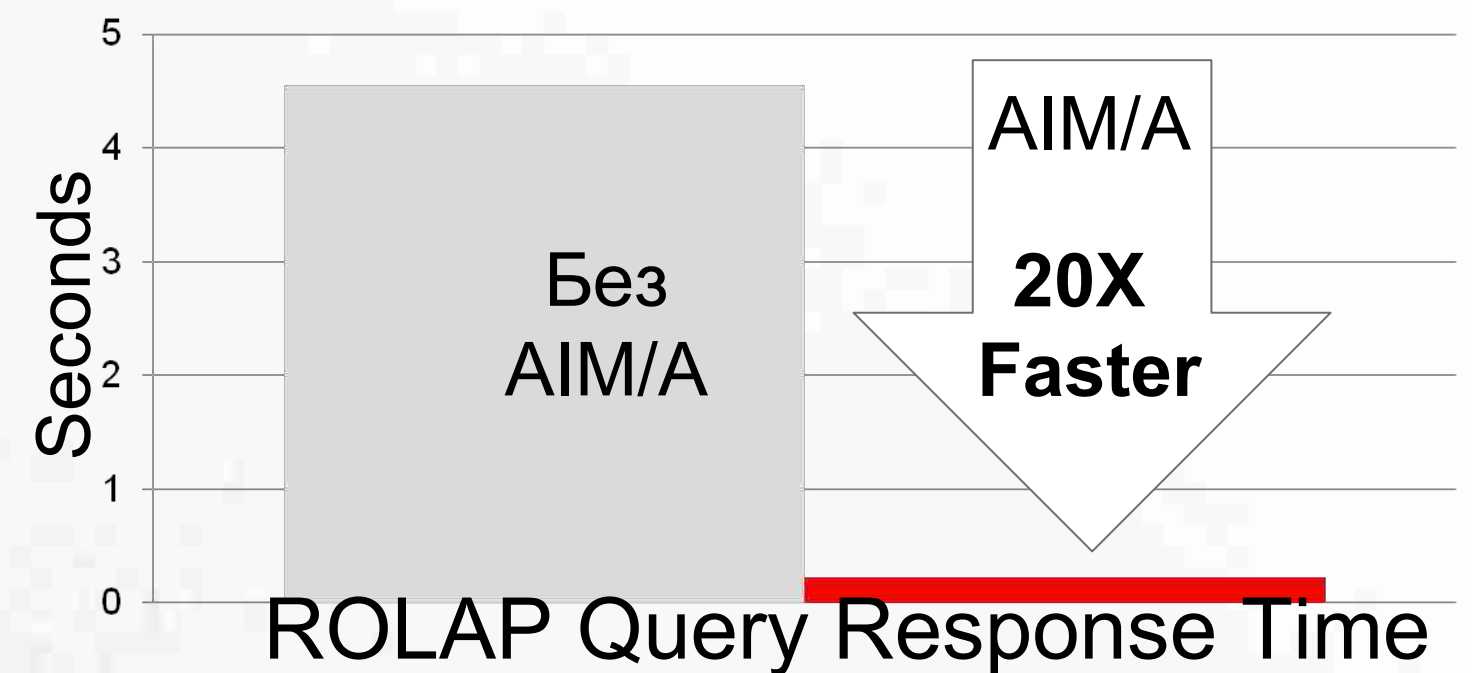 5
4
3
2
1
0
Seconds
Без
AIM/A
AIM/A
20X
Faster
ROLAP Query Response Time